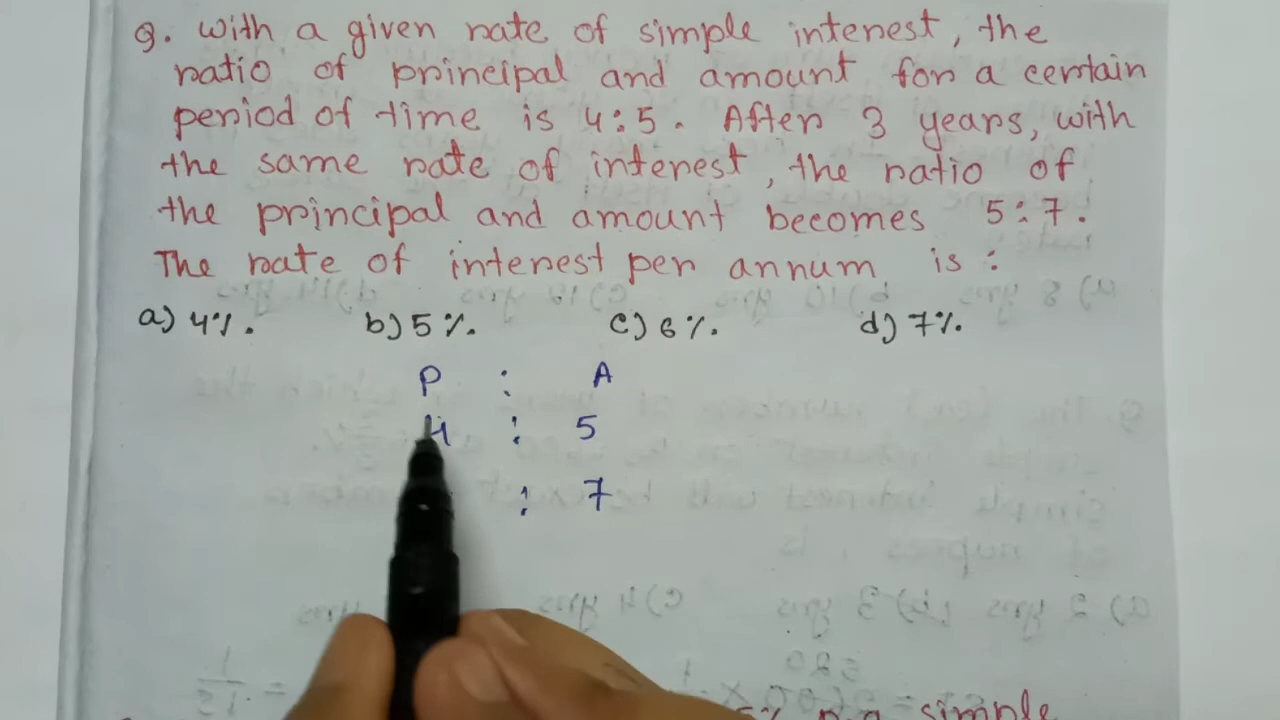 Q. With a given rate of simple interest, the
ratio of principal and amount for a certain
period of time is 4:5. After 3 years, with
the same rate of interest, the ratio of
the principal and amount becomes 5:7.
The rate of interest per annum is :
a) 4%. b) 5%. c) 6%. d) 7%.
P : A
4 : 5
: 7
simple